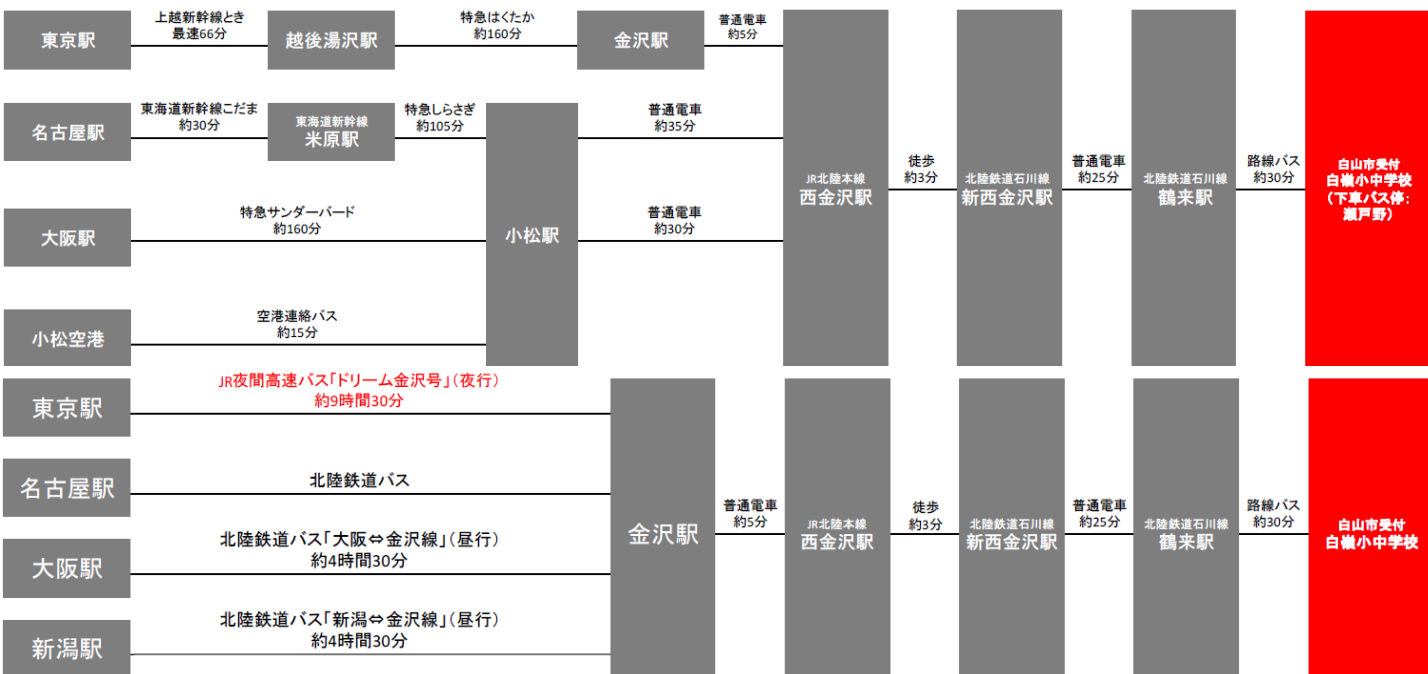 東京駅
上越新幹線とき
最速66分
越後湯沢駅
特急はくたか
約160分
金沢駅
普通電車
約5分
名古屋駅
東海道新幹線こだま
約30分
東海道新幹線
米原駅
特急しらさぎ
約105分
普通電車
約35分
大阪駅
特急サンダーバード
約160分
小松駅
普通電車
約30分
小松空港
空港連絡バス
約15分
JR北陸本線
西金沢駅
徒歩
約3分
北陸鉄道石川線
新西金沢駅
普通電車
約25分
北陸鉄道石川線
鶴来駅
路線バス
約30分
白山市受付
白嶺小中学校
(下車バス停:
瀬戸野)
東京駅
JR夜間高速バス「ドリーム金沢号」(夜行)
約9時間30分
名古屋駅
北陸鉄道バス
大阪駅
北陸鉄道バス「大阪⇔金沢線」(昼行)
約4時間30分
新潟駅
北陸鉄道バス「新潟⇔金沢線」(昼行)
約4時間30分
金沢駅
普通電車
約5分
JR北陸本線
西金沢駅
徒歩
約3分
北陸鉄道石川線
新西金沢駅
普通電車
約25分
北陸鉄道石川線
鶴来駅
路線バス
約30分
白山市受付
白嶺小中学校